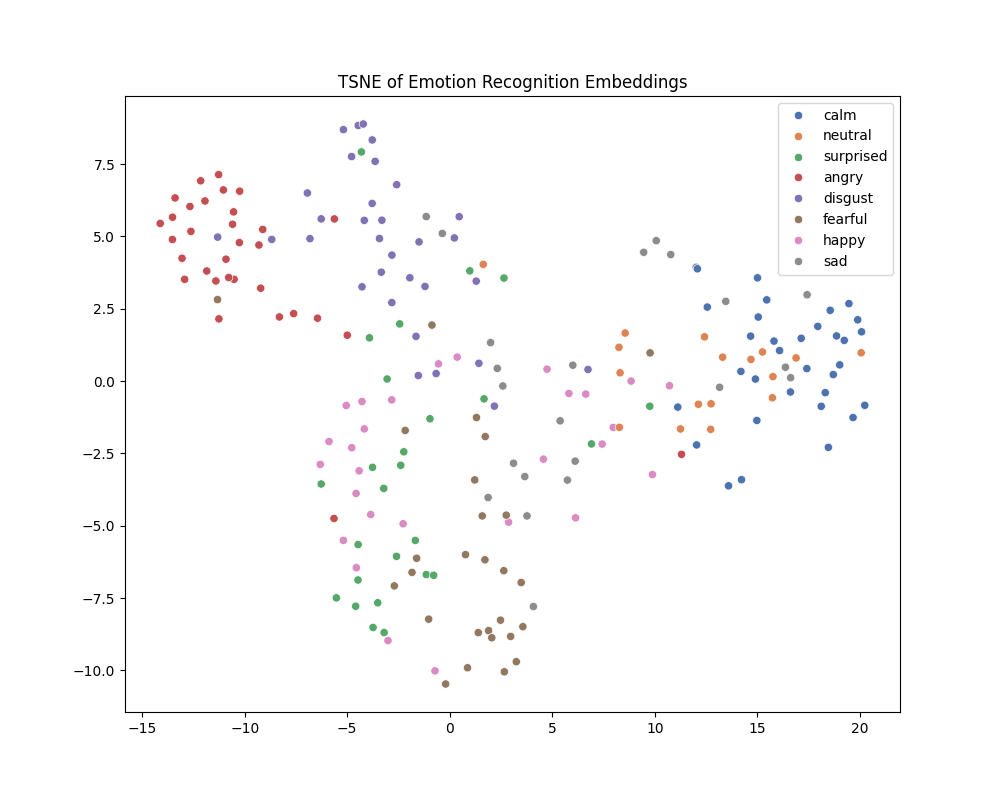 TSNE of Emotion Recognition Embeddings
calm
neutral
surprised
angry
disgust
fearful
happy
sad
7.5
5.0
2.5
0.0
−2.5
−5.0
−7.5
−10.0
−15
−10
−5
0
5
10
15
20